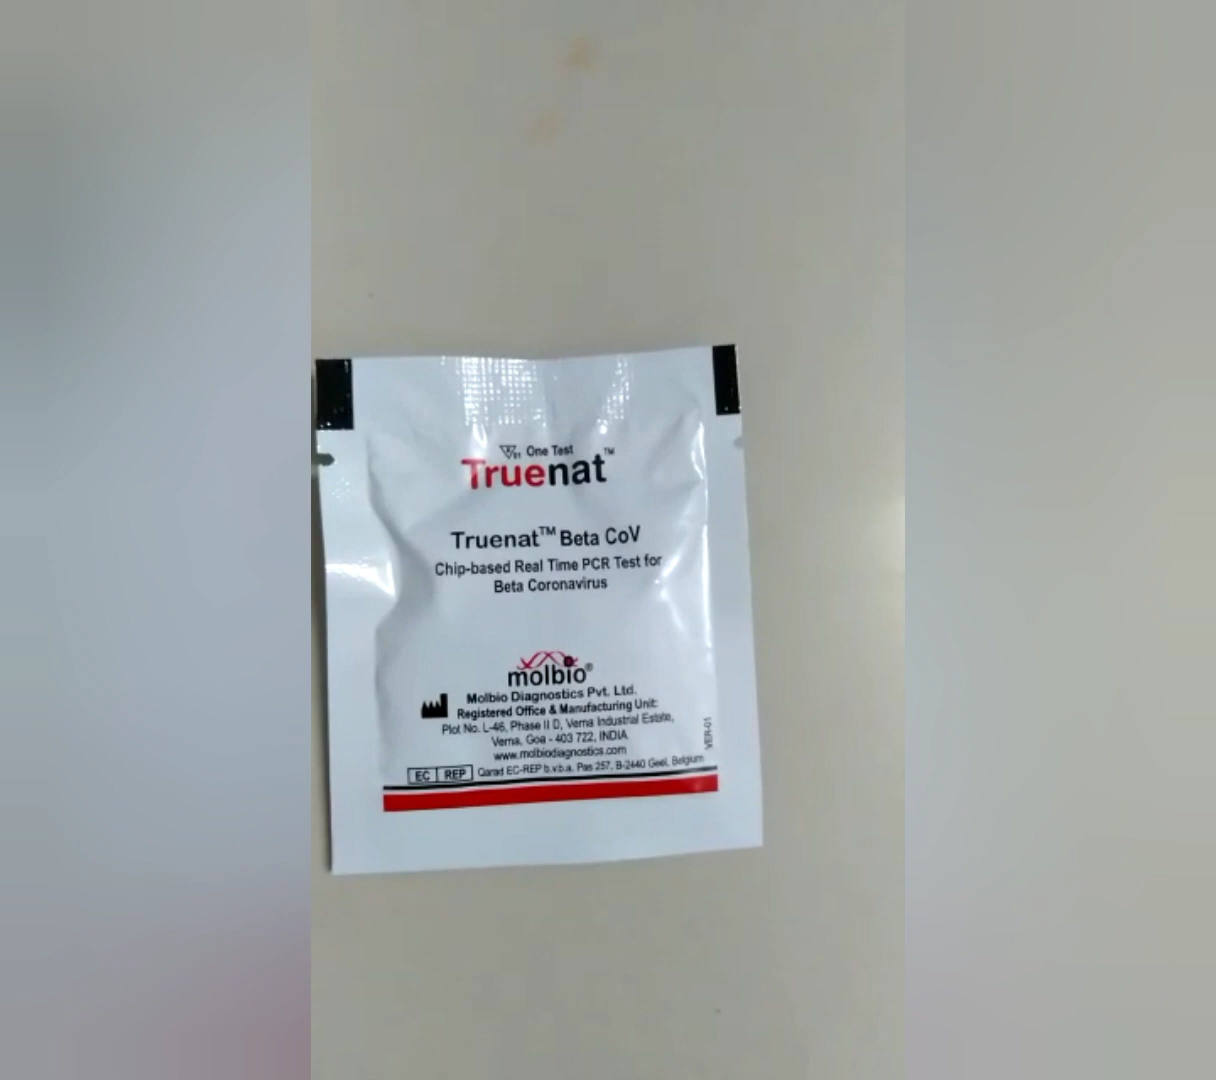 One Test
Truenat™
Truenat™ Beta CoV
Chip-based Real Time PCR Test for
Beta Coronavirus
molbio®
Molbio Diagnostics Pvt. Ltd.
Registered Office & Manufacturing Unit:
Plot No. L-46, Phase II D, Verna Industrial Estate,
Verna, Goa - 403 722, INDIA
www.molbiodiagnostics.com
EC REP Qarad EC-REP b.v.b.a. Pas 257, B-2440 Geel, Belgium
VER-01